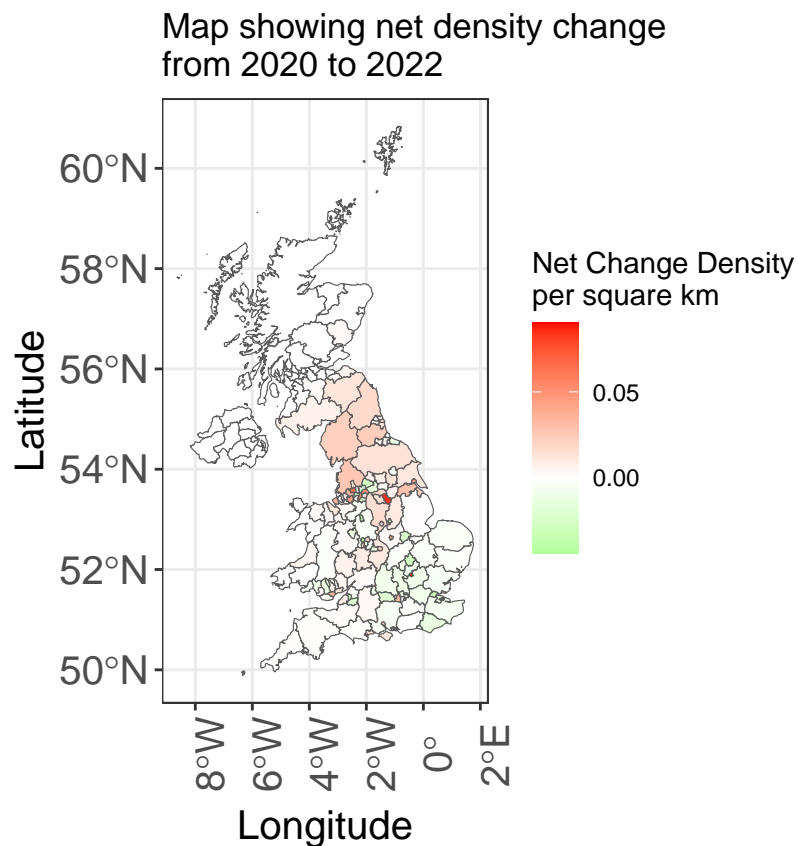 Map showing net density change
from 2020 to 2022
60°N
58°N
56°N
54°N
52°N
50°N
Latitude
8°W
6°W
4°W
2°W
0°
2°E
Longitude
Net Change Density
per square km
0.05
0.00